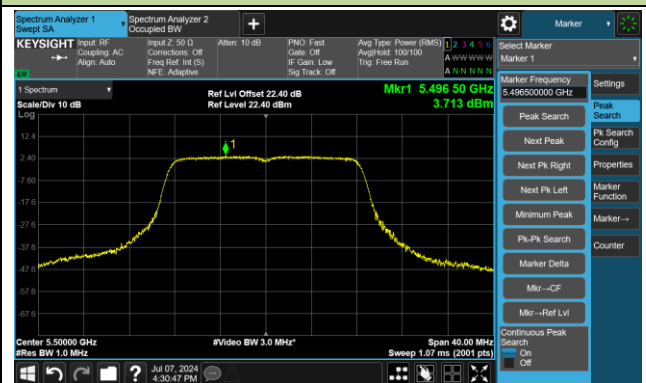 Spectrum Analyzer 1
Swept SA
Spectrum Analyzer 2
Occupied BW
Marker
KEYSIGHT
Input: RF
Coupling: AC
Align: Auto
Input Z: 50 Ω
Corrections: Off
Freq Ref: Int (S)
NFE: Adaptive
Atten: 10 dB
PNO: Fast
Gate: Off
IF Gain: Low
Sig Track: Off
Avg Type: Power (RMS)
Avg|Hold: 100/100
Trig: Free Run
1 2 3 4 5 6
A W W W W W
A N N N N N
Select Marker
Marker 1
1 Spectrum
Scale/Div 10 dB
Log
Ref Lvl Offset 22.40 dB
Ref Level 22.40 dBm
Mkr1 5.496 50 GHz
3.713 dBm
12.4
2.40
-7.60
-17.6
-27.6
-37.6
-47.6
-57.6
-67.6
1
Center 5.50000 GHz
#Res BW 1.0 MHz
#Video BW 3.0 MHz*
Span 40.00 MHz
Sweep 1.07 ms (2001 pts)
Marker Frequency
5.496500000 GHz
Peak Search
Next Peak
Next Pk Right
Next Pk Left
Minimum Peak
Pk-Pk Search
Marker Delta
Mkr→CF
Mkr→Ref Lvl
Continuous Peak
Search
On
Off
Settings
Peak
Search
Pk Search
Config
Properties
Marker
Function
Marker→
Counter
Jul 07, 2024
4:30:47 PM